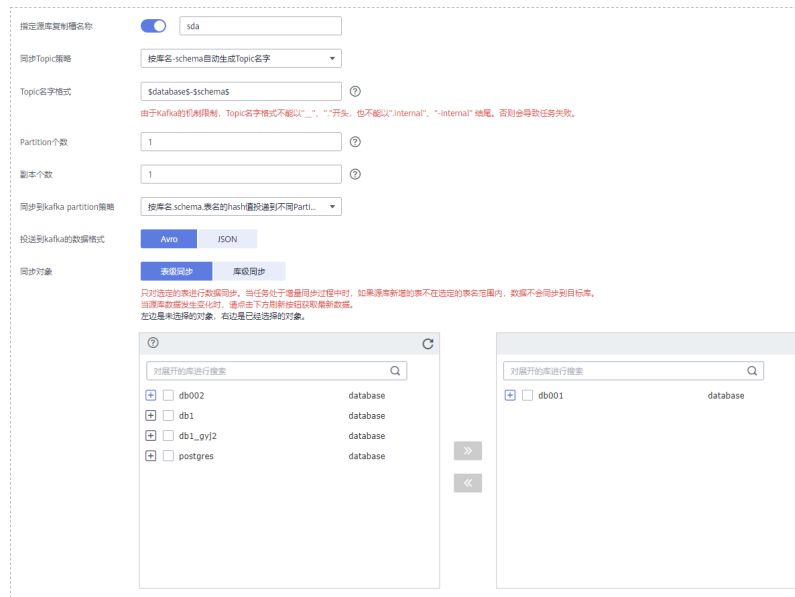 指定源库复制槽名称
sda
同步Topic策略
按库名-schema自动生成Topic名字
Topic名字格式
$database$-$schema$
由于Kafka的机制限制，Topic名字格式不能以"__"、"."开头，也不能以".internal"、"-internal" 结尾。否则会导致任务失败。
Partition个数
1
副本个数
1
同步到kafka partition策略
按库名.schema.表名的hash值投递到不同Parti...
投送到kafka的数据格式
Avro JSON
同步对象
表级同步 库级同步
只对选定的表进行数据同步。当任务处于增量同步过程中时，如果源库新增的表不在选定的表名范围内，数据不会同步到目标库。
当源库数据发生变化时，请点击下方刷新按钮获取最新数据。
左边是未选择的对象，右边是已经选择的对象。
对展开的库进行搜索
db002 database
db1 database
db1_gyj2 database
postgres database
对展开的库进行搜索
db001 database